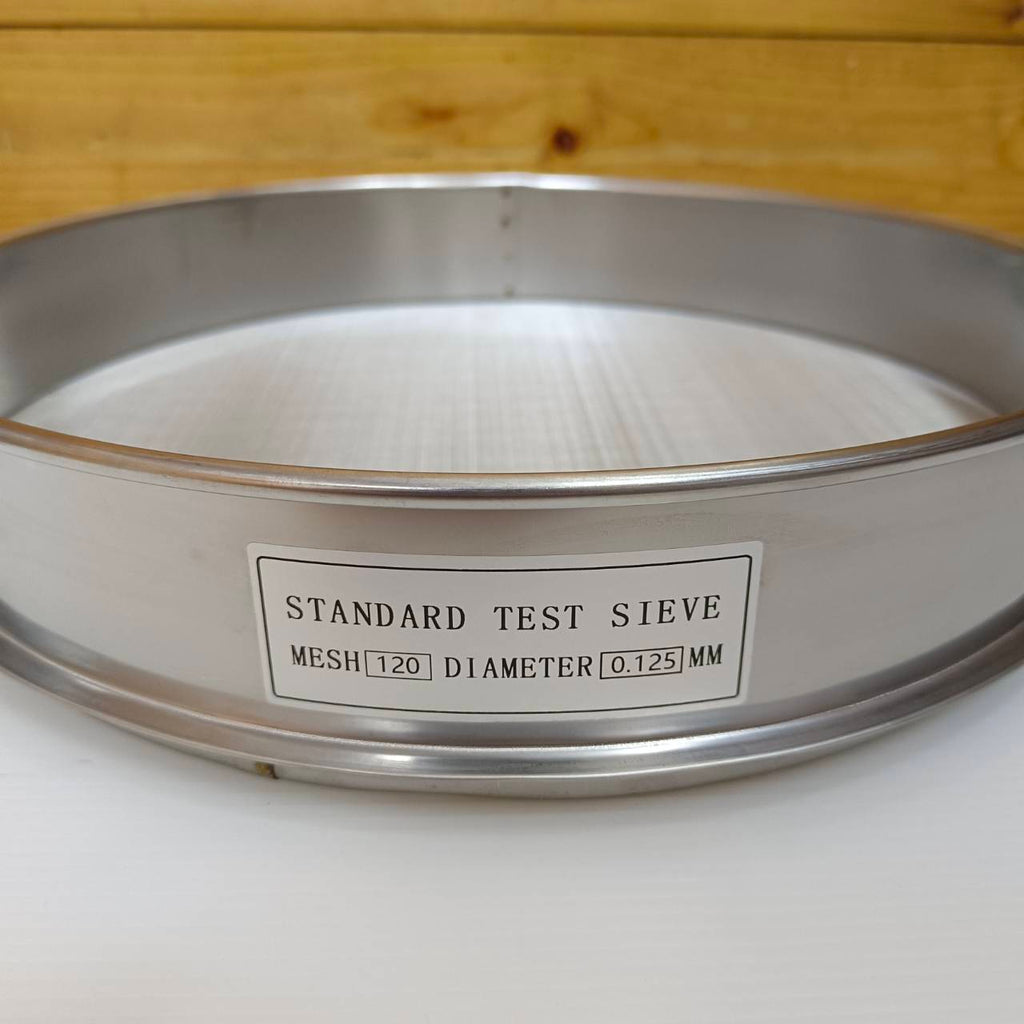 STANDARD TEST SIEVE
MESH 120 DIAMETER 0.125 MM